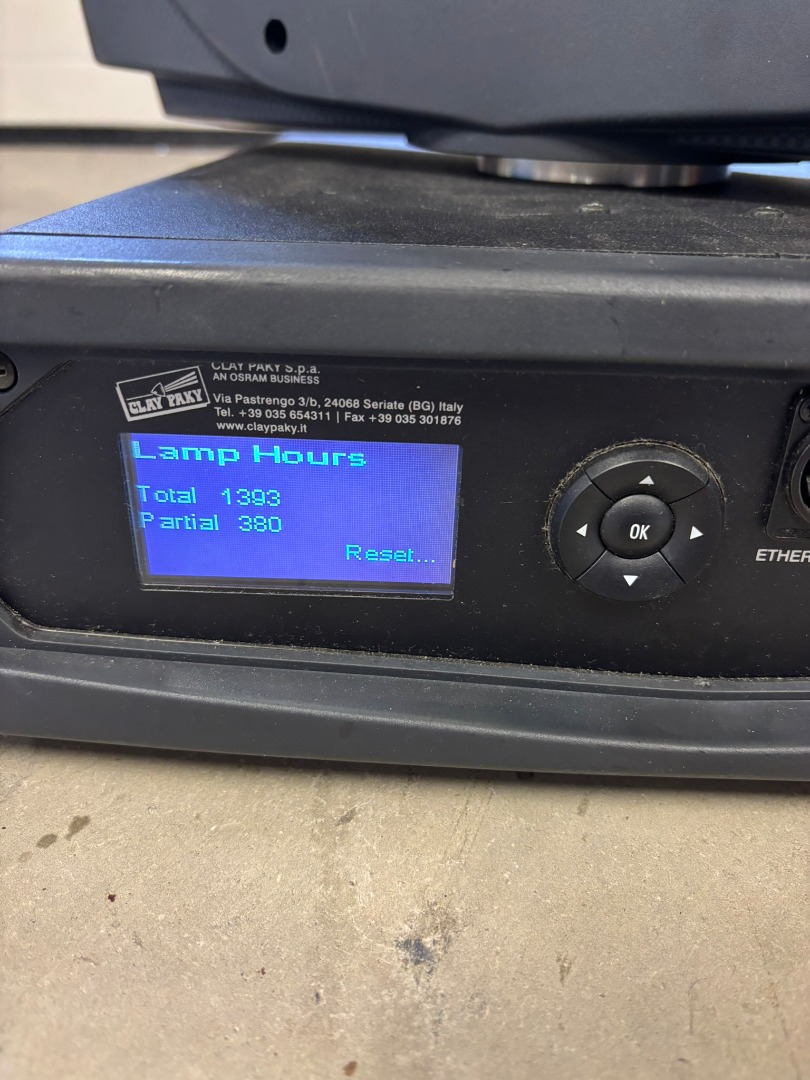 CLAY PAKY S.p.a.
AN OSRAM BUSINESS
CLAY PAKY
Via Pastrengo 3/b, 24068 Seriate (BG) Italy
Tel. +39 035 654311 | Fax +39 035 301876
www.claypaky.it
Lamp Hours
Total 1393
Partial 380
Reset...
OK
ETHER